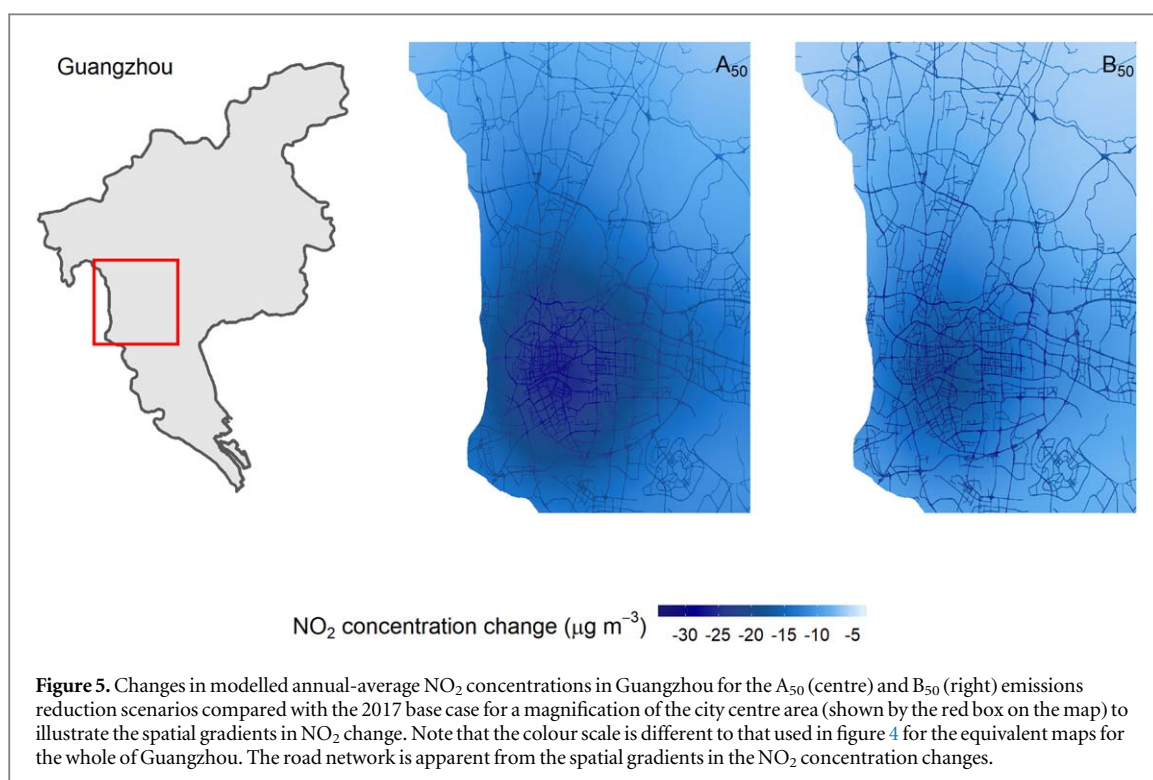 Guangzhou
A₅₀
B₅₀
NO₂ concentration change (µg m⁻³)
-30 -25 -20 -15 -10 -5
Figure 5. Changes in modelled annual-average NO₂ concentrations in Guangzhou for the A₅₀ (centre) and B₅₀ (right) emissions
reduction scenarios compared with the 2017 base case for a magnification of the city centre area (shown by the red box on the map) to
illustrate the spatial gradients in NO₂ change. Note that the colour scale is different to that used in figure 4 for the equivalent maps for
the whole of Guangzhou. The road network is apparent from the spatial gradients in the NO₂ concentration changes.